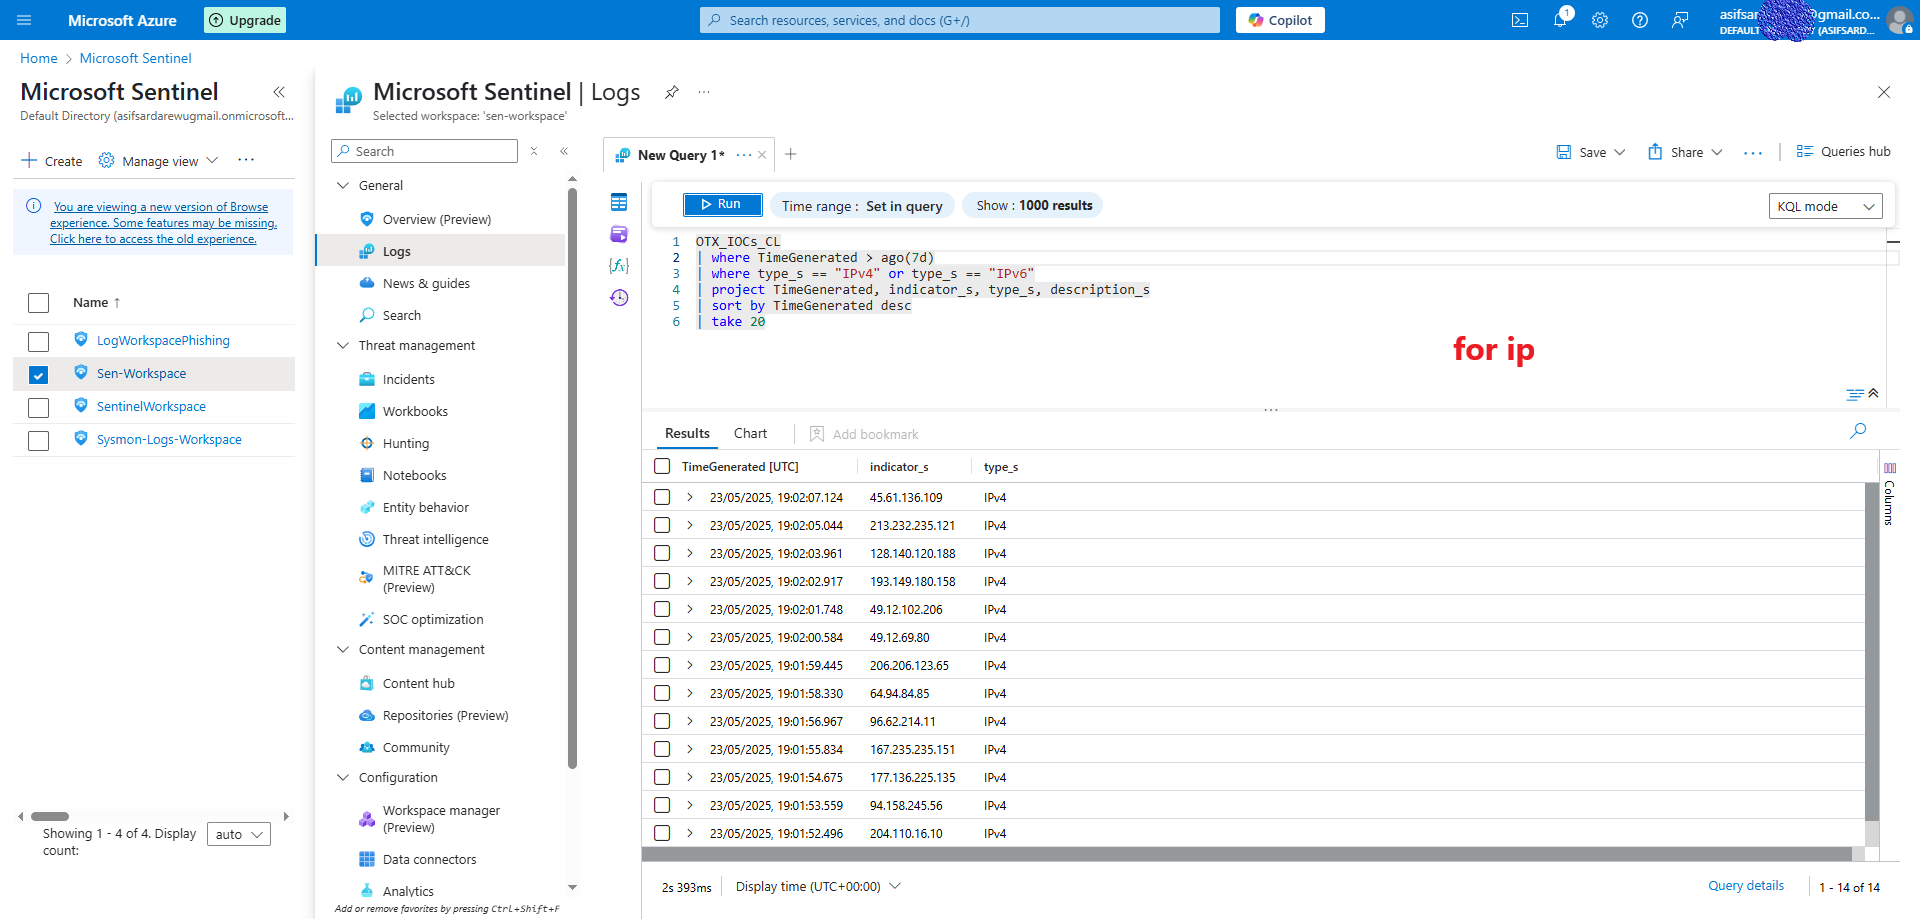 Microsoft Azure
Upgrade
Search resources, services, and docs (G+/)
Copilot
1
@gmail.co...
(ASIFSARD...
Home > Microsoft Sentinel
Microsoft Sentinel
Default Directory (asifsardarewugmail.onmicrosoft...
Create
Manage view
You are viewing a new version of Browse
experience. Some features may be missing.
Click here to access the old experience.
Name ↑
LogWorkspacePhishing
Sen-Workspace
SentinelWorkspace
Sysmon-Logs-Workspace
Showing 1 - 4 of 4. Display
count:
auto
Microsoft Sentinel | Logs
Selected workspace: 'sen-workspace'
Search
General
Overview (Preview)
Logs
News & guides
Search
Threat management
Incidents
Workbooks
Hunting
Notebooks
Entity behavior
Threat intelligence
MITRE ATT&CK
(Preview)
SOC optimization
Content management
Content hub
Repositories (Preview)
Community
Configuration
Workspace manager
(Preview)
Data connectors
Analytics
Add or remove favorites by pressing Ctrl+Shift+F
New Query 1*
Save
Share
Queries hub
Run
Time range : Set in query
Show : 1000 results
KQL mode
1 OTX_IOCs_CL
2 | where TimeGenerated > ago(7d)
3 | where type_s == "IPv4" or type_s == "IPv6"
4 | project TimeGenerated, indicator_s, type_s, description_s
5 | sort by TimeGenerated desc
6 | take 20
for ip
Results
Chart
Add bookmark
TimeGenerated [UTC] indicator_s type_s
23/05/2025, 19:02:07.124 45.61.136.109 IPv4
23/05/2025, 19:02:05.044 213.232.235.121 IPv4
23/05/2025, 19:02:03.961 128.140.120.188 IPv4
23/05/2025, 19:02:02.917 193.149.180.158 IPv4
23/05/2025, 19:02:01.748 49.12.102.206 IPv4
23/05/2025, 19:02:00.584 49.12.69.80 IPv4
23/05/2025, 19:01:59.445 206.206.123.65 IPv4
23/05/2025, 19:01:58.330 64.94.84.85 IPv4
23/05/2025, 19:01:56.967 96.62.214.11 IPv4
23/05/2025, 19:01:55.834 167.235.235.151 IPv4
23/05/2025, 19:01:54.675 177.136.225.135 IPv4
23/05/2025, 19:01:53.559 94.158.245.56 IPv4
23/05/2025, 19:01:52.496 204.110.16.10 IPv4
Columns
2s 393ms
Display time (UTC+00:00)
Query details
1 - 14 of 14